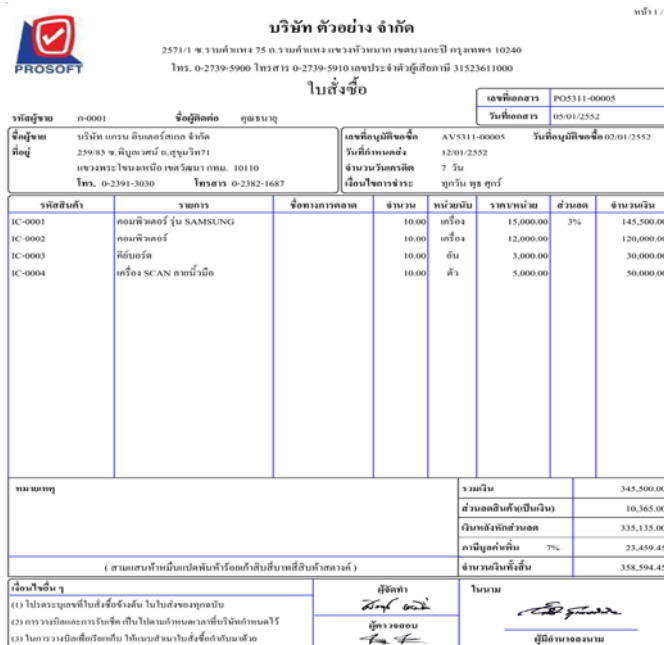 หน้า 1 /
PROSOFT
บริษัท ตัวอย่าง จำกัด
2571/1 ซ.รามคำแหง 75 ถ.รามคำแหง แขวงหัวหมาก เขตบางกะปิ กรุงเทพฯ 10240
โทร. 0-2739-5900 โทรสาร 0-2739-5910 เลขประจำตัวผู้เสียภาษี 31523611000
ใบสั่งซื้อ
เลขที่เอกสาร PO5311-00005
วันที่เอกสาร 05/01/2552
รหัสผู้ขาย ก-0001 ชื่อผู้ติดต่อ คุณธนายุ
ชื่อผู้ขาย บริษัท แกรน อินเตอร์สเกล จำกัด เลขที่อนุมัติขอซื้อ AV5311-00005 วันที่อนุมัติขอซื้อ 02/01/2552
ที่อยู่ 259/83 ซ.พิบูลเวศน์ ถ.สุขุมวิท71 วันที่กำหนดส่ง 12/01/2552
แขวงพระโขนงเหนือ เขตวัฒนา กทม. 10110 จำนวนวันเครดิต 7 วัน
โทร. 0-2391-3030 โทรสาร 0-2382-1687 เงื่อนไขการชำระ ทุกวัน พุธ ศุกร์
รหัสสินค้า รายการ ชื่อทางการตลาด จำนวน หน่วยนับ ราคา/หน่วย ส่วนลด จำนวนเงิน
IC-0001 คอมพิวเตอร์ รุ่น SAMSUNG 10.00 เครื่อง 15,000.00 3% 145,500.00
IC-0002 คอมพิวเตอร์ 10.00 เครื่อง 12,000.00 120,000.00
IC-0003 คีย์บอร์ด 10.00 อัน 3,000.00 30,000.00
IC-0004 เครื่อง SCAN ลายนิ้วมือ 10.00 ตัว 5,000.00 50,000.00
หมายเหตุ รวมเงิน 345,500.00
ส่วนลดสินค้า(เป็นเงิน) 10,365.00
เงินหลังหักส่วนลด 335,135.00
ภาษีมูลค่าเพิ่ม 7% 23,459.45
( สามแสนห้าหมื่นแปดพันห้าร้อยเก้าสิบสี่บาทสี่สิบห้าสตางค์ ) จำนวนเงินทั้งสิ้น 358,594.45
เงื่อนไขอื่น ๆ ผู้จัดทำ ในนาม
(1) โปรดระบุเลขที่ใบสั่งซื้อข้างต้น ในใบส่งของทุกฉบับ
(2) การวางบิลและการรับเช็ค เป็นไปตามกำหนดเวลาที่บริษัทกำหนดไว้ ผู้ตรวจสอบ
(3) ในการวางบิลเพื่อเรียกเก็บ ให้แนบสำเนาใบสั่งซื้อกำกับมาด้วย ผู้มีอำนาจลงนาม